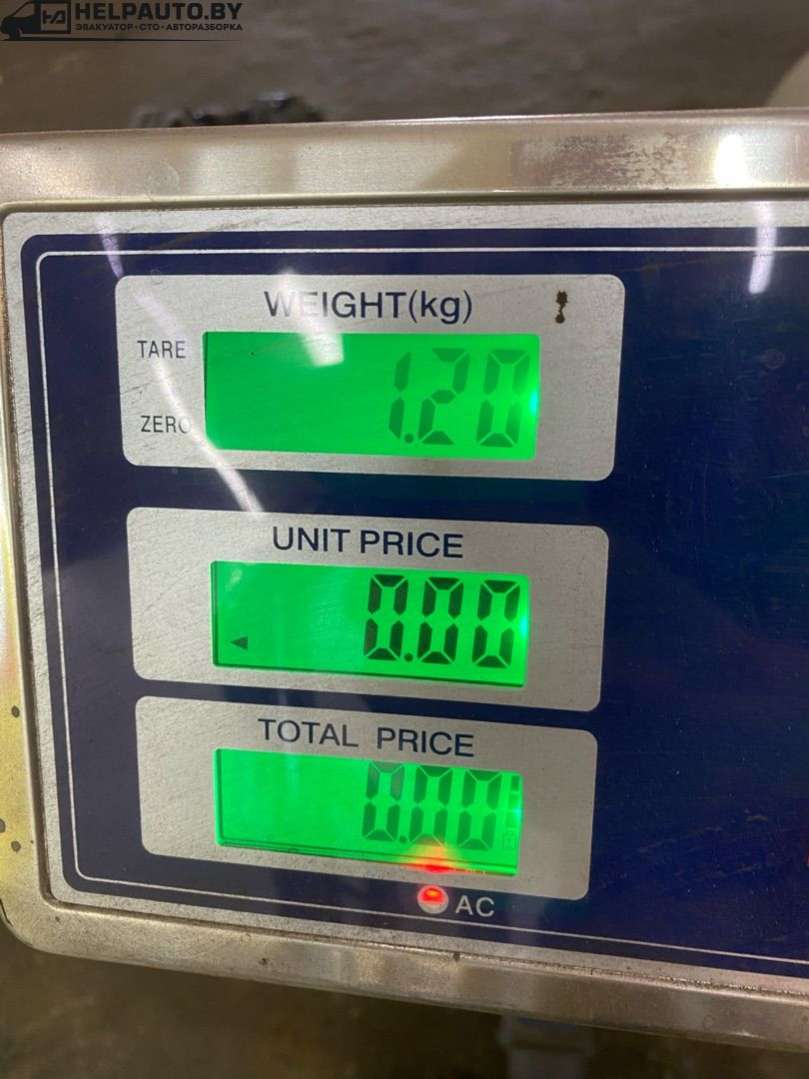 HELPAUTO.BY
ЭВАКУАТОР·СТО·АВТОРАЗБОРКА
WEIGHT(kg)
TARE
1.20
ZERO
UNIT PRICE
0.00
TOTAL PRICE
0.00
AC